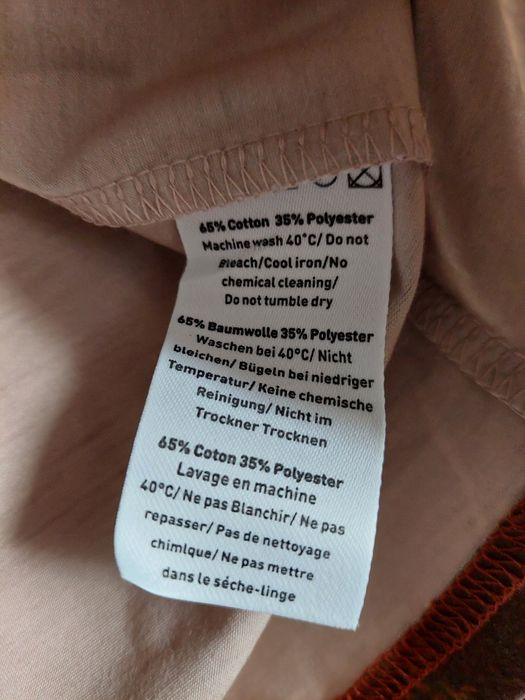 65% Cotton 35% Polyester
Machine wash 40°C/ Do not
Bleach/Cool iron/No
chemical cleaning/
Do not tumble dry
65% Baumwolle 35% Polyester
Waschen bei 40°C/ Nicht
bleichen/ Bügeln bei niedriger
Temperatur/ Keine chemische
Reinigung/ Nicht im
Trockner Trocknen
65% Coton 35% Polyester
Lavage en machine
40°C/ Ne pas Blanchir/ Ne pas
repasser/ Pas de nettoyage
chimlque/ Ne pas mettre
dans le séche-linge